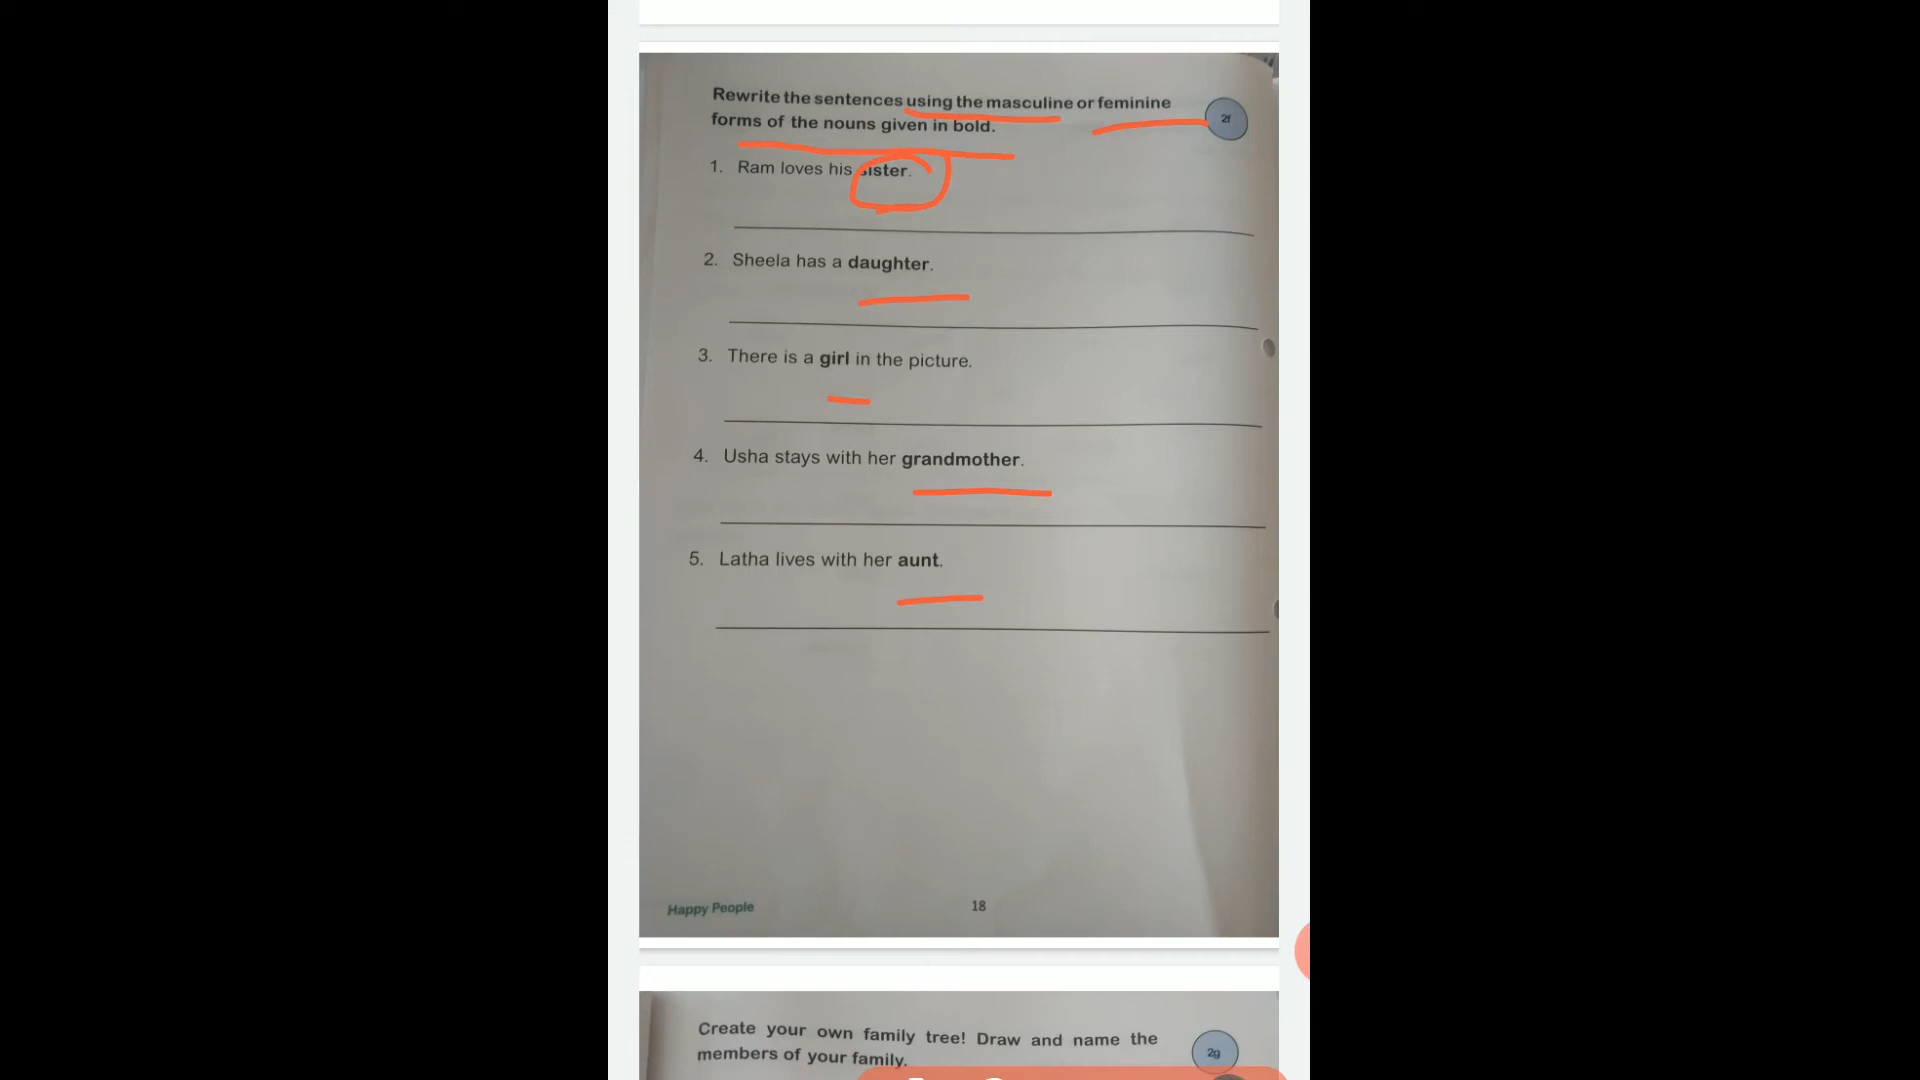 Rewrite the sentences using the masculine or feminine
forms of the nouns given in bold.
2f
1. Ram loves his sister.
2. Sheela has a daughter.
3. There is a girl in the picture.
4. Usha stays with her grandmother.
5. Latha lives with her aunt.
Happy People
18
Create your own family tree! Draw and name the
members of your family.
2g